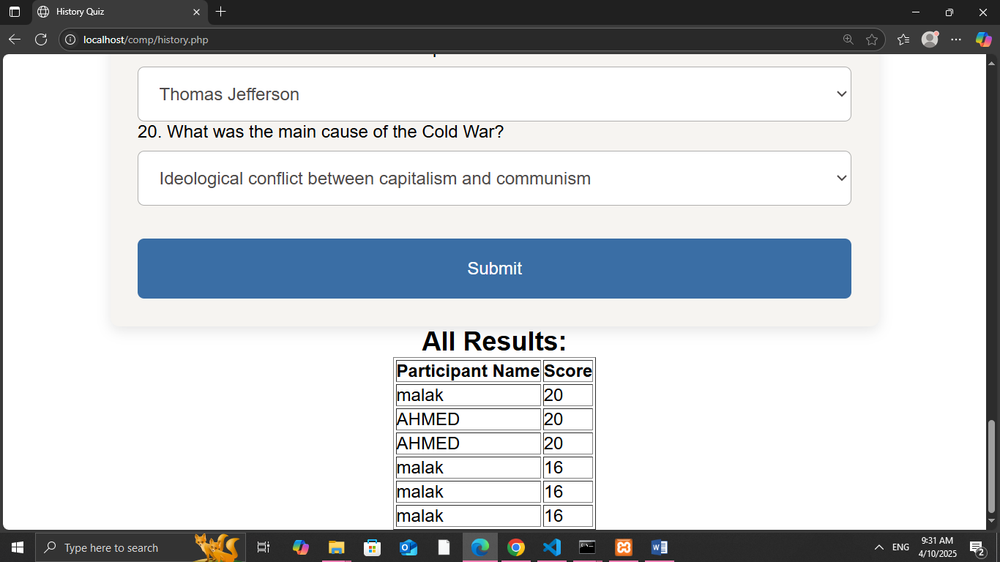 History Quiz
localhost/comp/history.php
Thomas Jefferson
20. What was the main cause of the Cold War?
Ideological conflict between capitalism and communism
Submit
All Results:
Participant Name Score
malak 20
AHMED 20
AHMED 20
malak 16
malak 16
malak 16
Type here to search
ENG
9:31 AM
4/10/2025
2